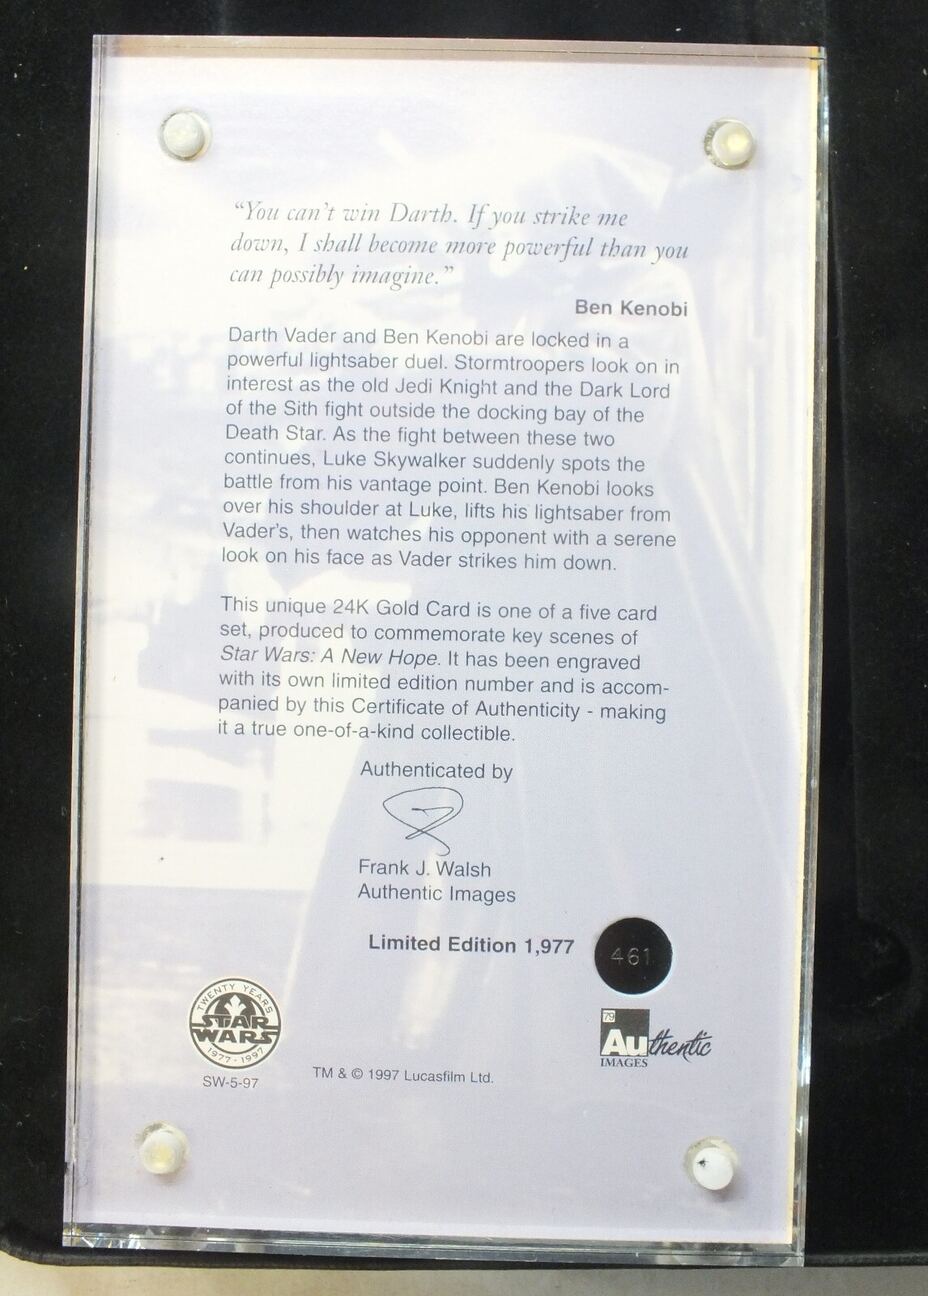 “You can’t win Darth. If you strike me
down, I shall become more powerful than you
can possibly imagine.”
Ben Kenobi
Darth Vader and Ben Kenobi are locked in a
powerful lightsaber duel. Stormtroopers look on in
interest as the old Jedi Knight and the Dark Lord
of the Sith fight outside the docking bay of the
Death Star. As the fight between these two
continues, Luke Skywalker suddenly spots the
battle from his vantage point. Ben Kenobi looks
over his shoulder at Luke, lifts his lightsaber from
Vader's, then watches his opponent with a serene
look on his face as Vader strikes him down.
This unique 24K Gold Card is one of a five card
set, produced to commemorate key scenes of
Star Wars: A New Hope. It has been engraved
with its own limited edition number and is accom-
panied by this Certificate of Authenticity - making
it a true one-of-a-kind collectible.
Authenticated by
Frank J. Walsh
Authentic Images
Limited Edition 1,977
461
TWENTY YEARS
STAR
WARS
1977 - 1997
SW-5-97
TM & © 1997 Lucasfilm Ltd.
79
Authentic
IMAGES